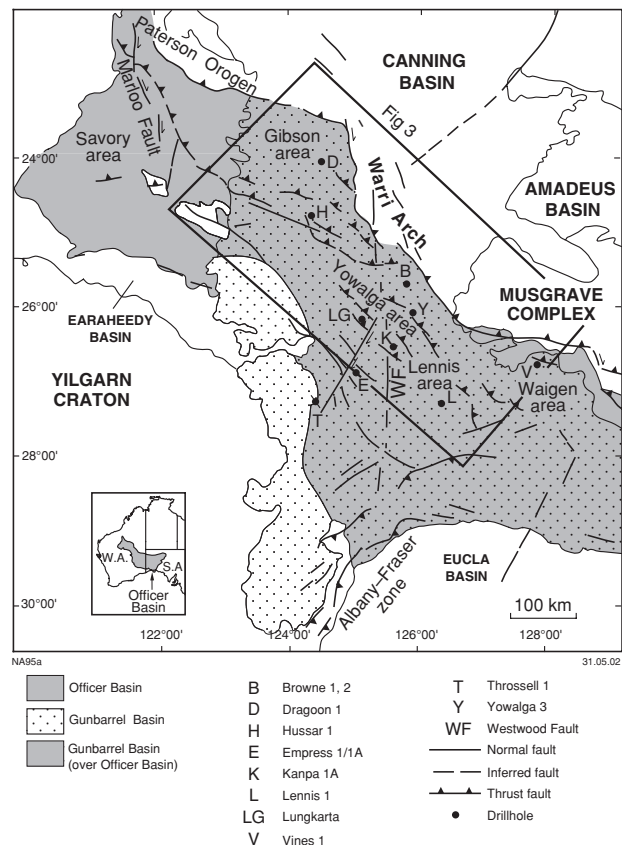 Paterson Orogen
CANNING
BASIN
Marloo Fault
Fig 3
Savory
area
Gibson
area
24°00'
D
Warri Arch
AMADEUS
BASIN
H
B
26°00'
Yowalga area
MUSGRAVE
COMPLEX
LG
Y
EARAHEEDY
BASIN
K
Lennis
area
V
Waigen
area
YILGARN
CRATON
E
WF
L
T
28°00'
W.A.
S.A
Officer
Basin
EUCLA
BASIN
Albany–Fraser
zone
30°00'
100 km
122°00'
124°00'
126°00'
128°00'
NA95a
31.05.02
Officer Basin
Gunbarrel Basin
Gunbarrel Basin
(over Officer Basin)
B Browne 1, 2
D Dragoon 1
H Hussar 1
E Empress 1/1A
K Kanpa 1A
L Lennis 1
LG Lungkarta
V Vines 1
T Throssell 1
Y Yowalga 3
WF Westwood Fault
Normal fault
Inferred fault
Thrust fault
Drillhole